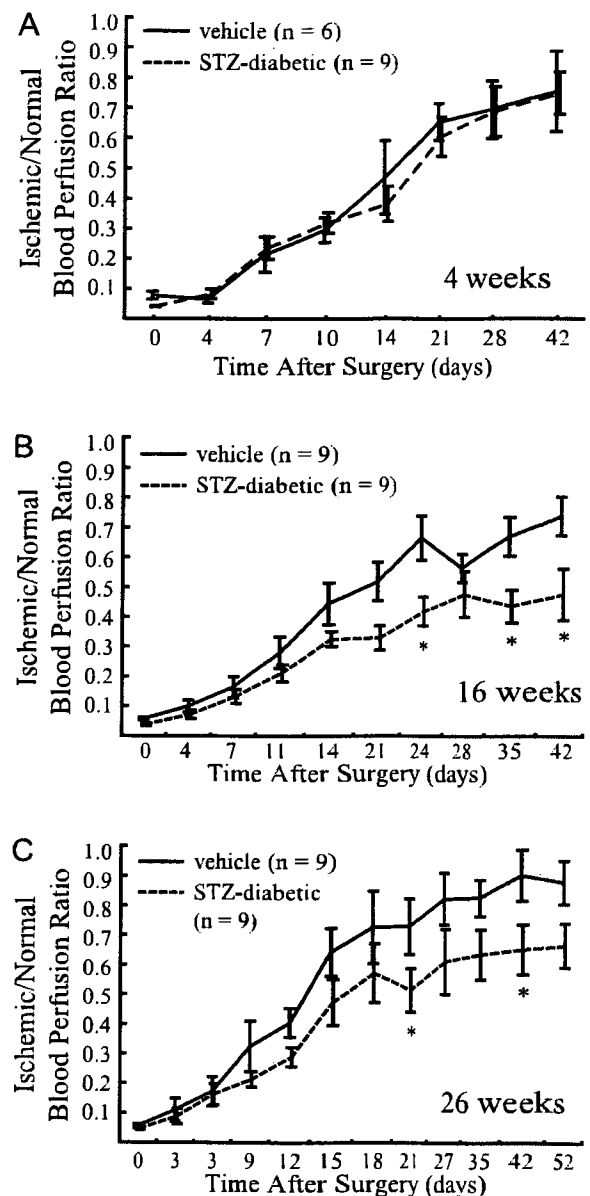 A
vehicle (n = 6)
STZ-diabetic (n = 9)
Ischemic/Normal
Blood Perfusion Ratio
1.0
0.9
0.8
0.7
0.6
0.5
0.4
0.3
0.2
0.1
4 weeks
0 4 7 10 14 21 28 42
Time After Surgery (days)
B
vehicle (n = 9)
STZ-diabetic (n = 9)
Ischemic/Normal
Blood Perfusion Ratio
1.0
0.9
0.8
0.7
0.6
0.5
0.4
0.3
0.2
0.1
* * *
16 weeks
0 4 7 11 14 21 24 28 35 42
Time After Surgery (days)
C
vehicle (n = 9)
STZ-diabetic
(n = 9)
Ischemic/Normal
Blood Perfusion Ratio
1.0
0.9
0.8
0.7
0.6
0.5
0.4
0.3
0.2
0.1
* *
26 weeks
0 3 3 9 12 15 18 21 27 35 42 52
Time After Surgery (days)